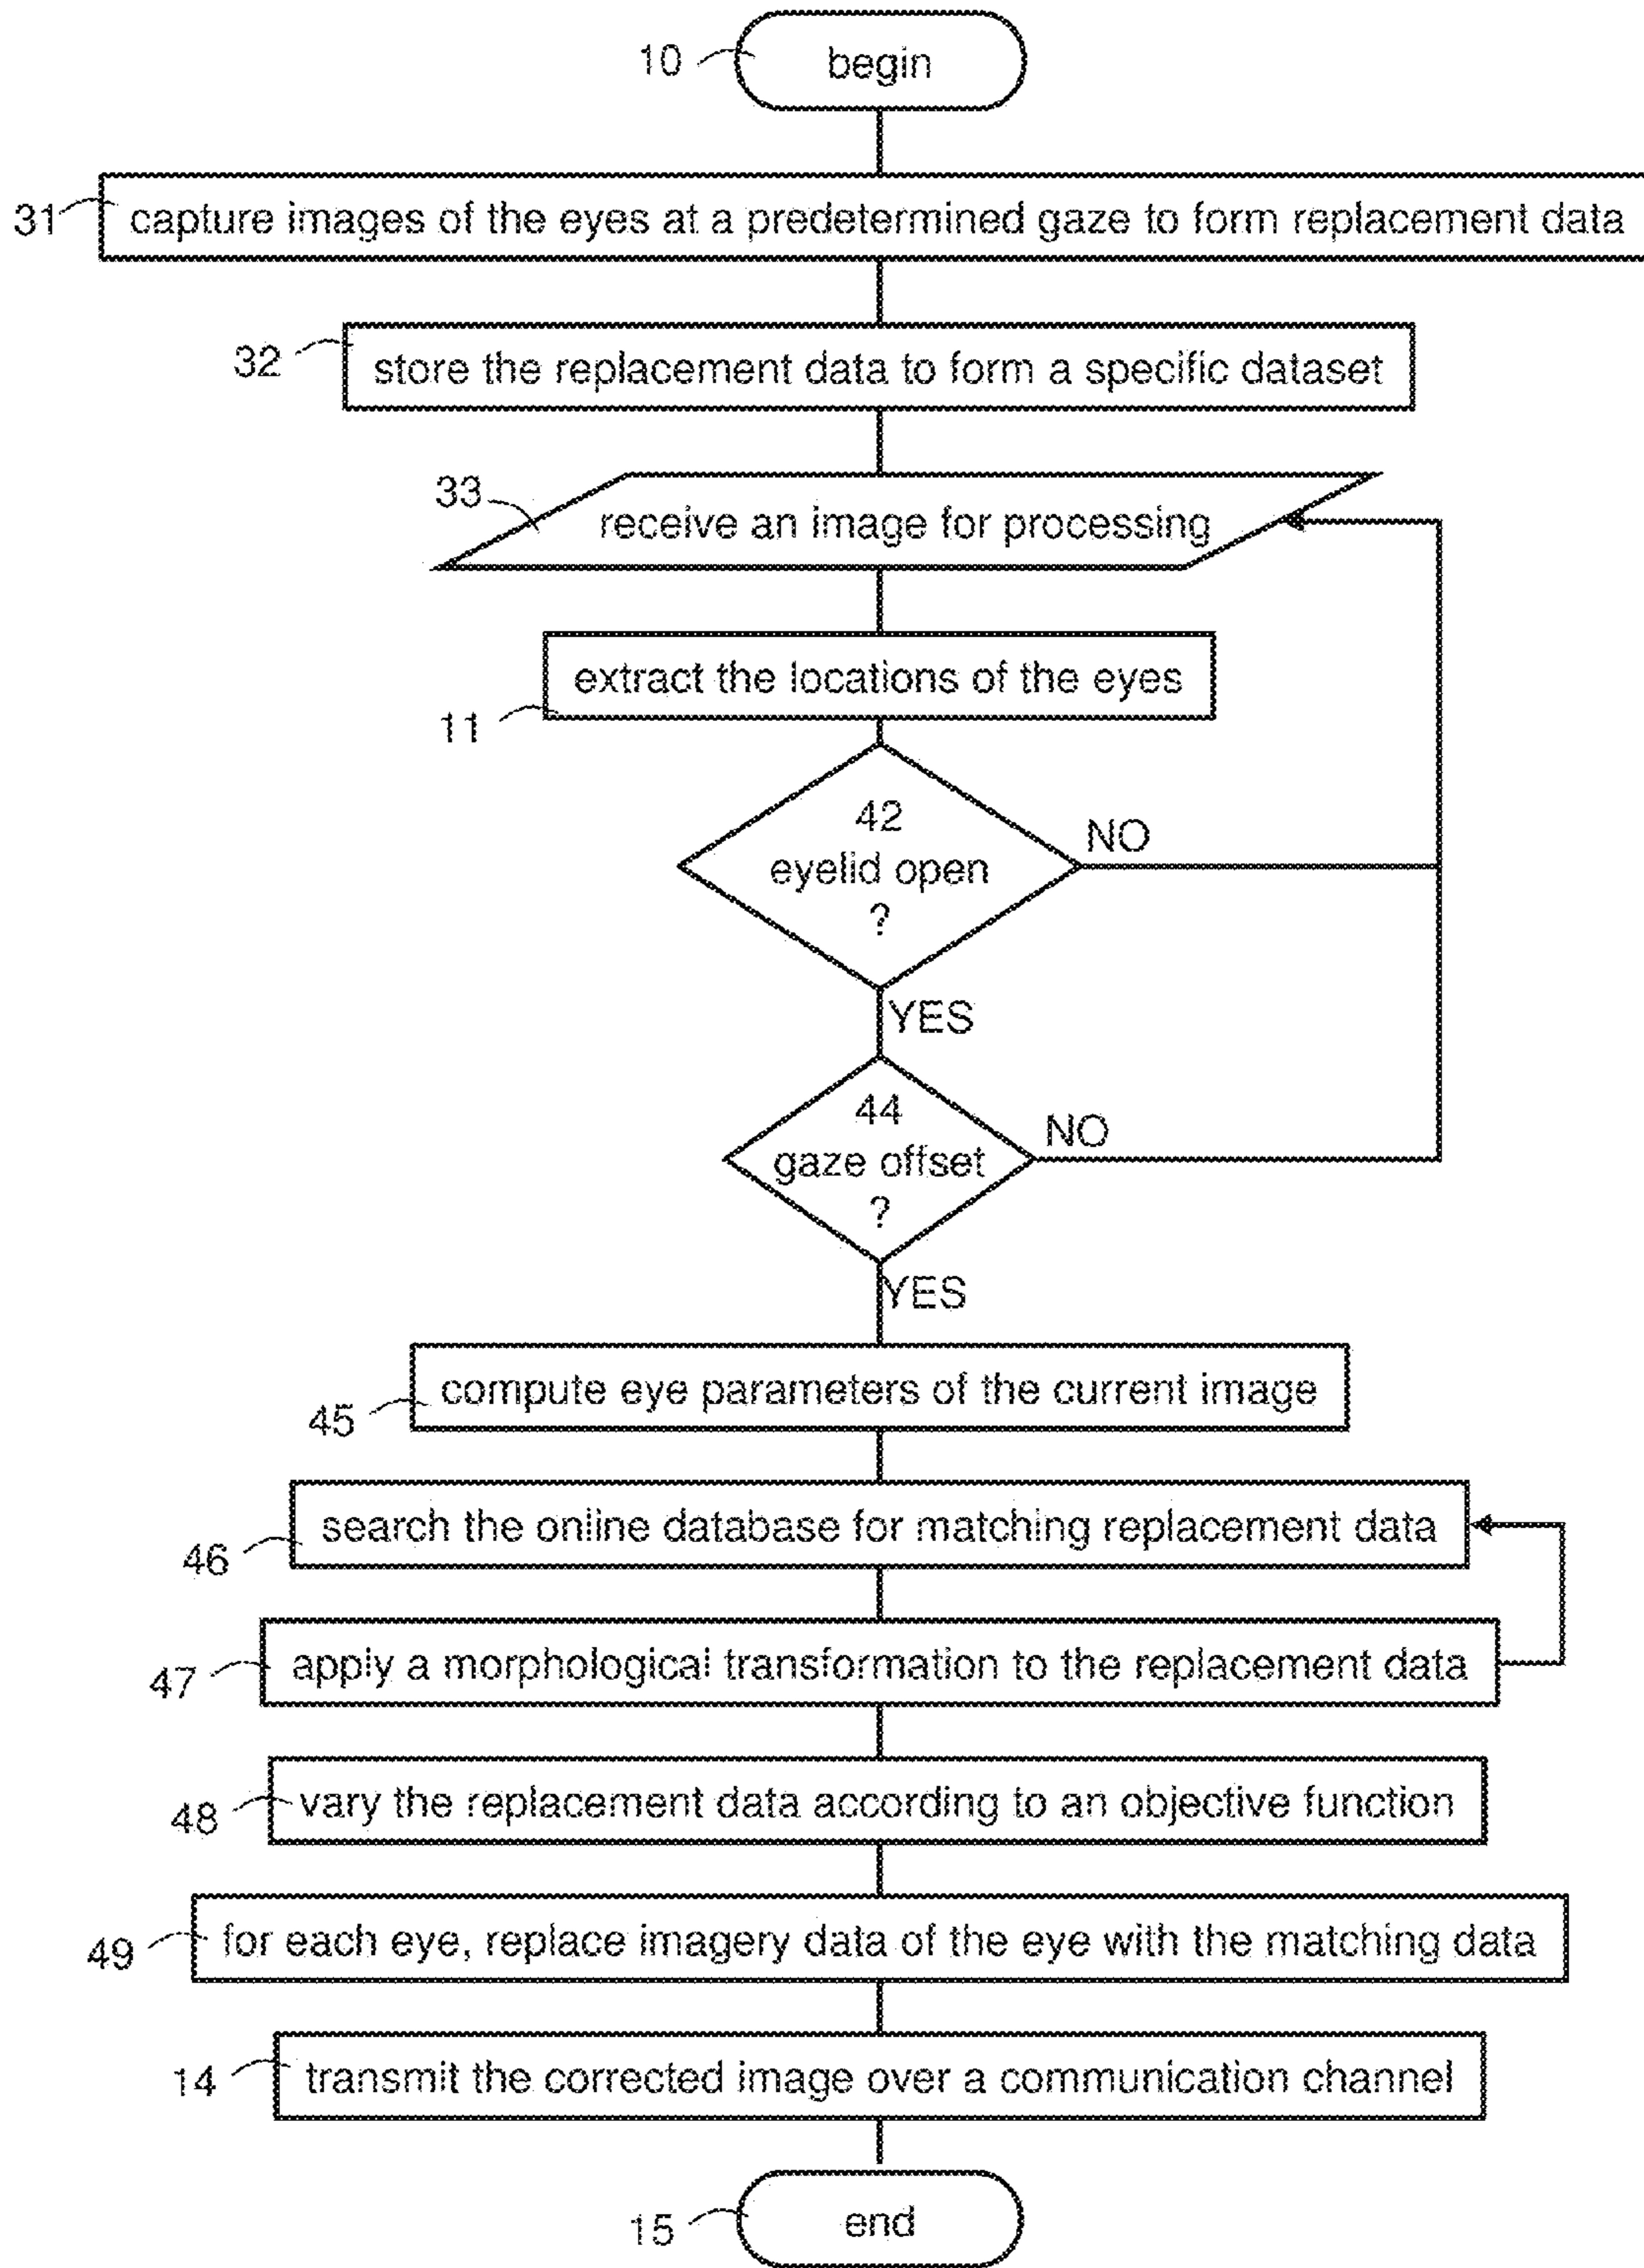 10 begin
31 capture images of the eyes at a predetermined gaze to form replacement data
32 store the replacement data to form a specific dataset
33 receive an image for processing
extract the locations of the eyes
11
42
eyelid open
?
NO
YES
44
gaze offset
?
NO
YES
45 compute eye parameters of the current image
46 search the online database for matching replacement data
47 apply a morphological transformation to the replacement data
48 vary the replacement data according to an objective function
49 for each eye, replace imagery data of the eye with the matching data
14 transmit the corrected image over a communication channel
15 end